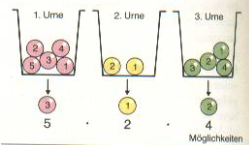 1. Urne 2. Urne 3. Urne
2 4 1
5 3 1 2 1 3 2 4
3 1 2
5 · 2 · 4
Möglichkeiten